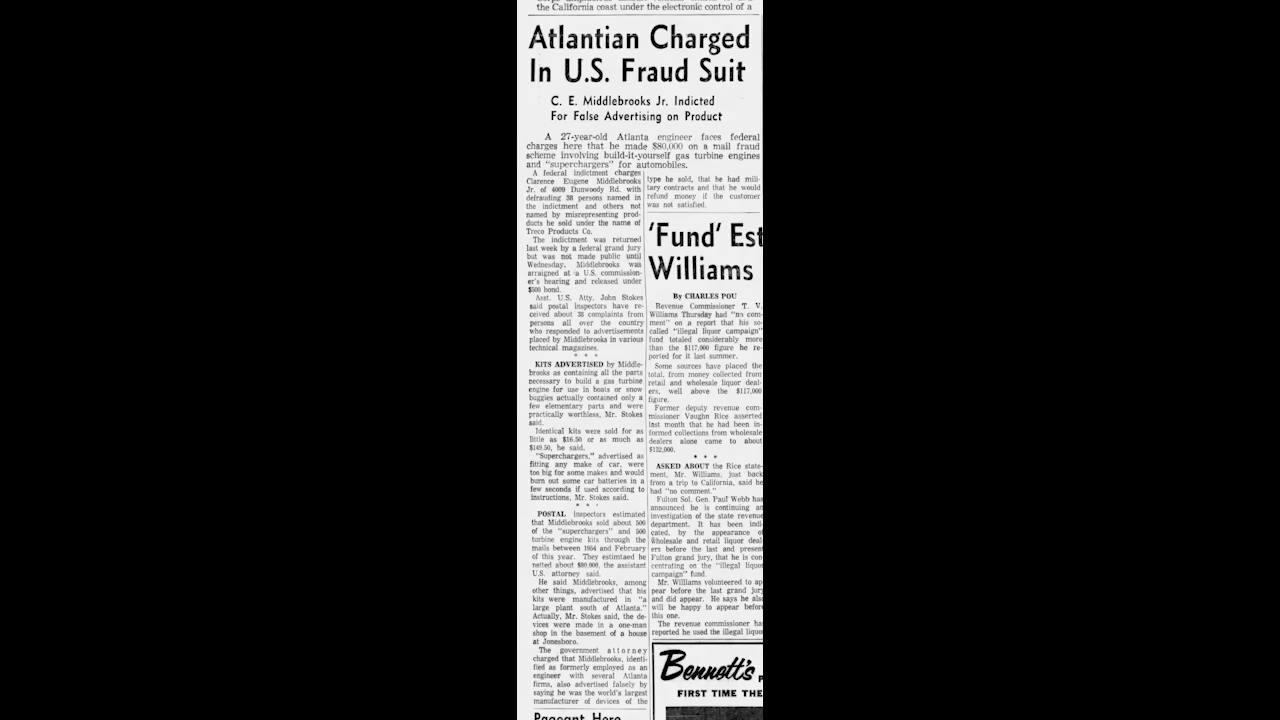 the California coast under the electronic control of a
Atlantian Charged
In U.S. Fraud Suit
C. E. Middlebrooks Jr. Indicted
For False Advertising on Product
A 27-year-old Atlanta engineer faces federal
charges here that he made $80,000 on a mail fraud
scheme involving build-it-yourself gas turbine engines
and "superchargers" for automobiles.
A federal indictment charges
Clarence Eugene Middlebrooks
Jr. of 4009 Dunwoody Rd. with
defrauding 38 persons named in
the indictment and others not
named by misrepresenting prod-
ducts he sold under the name of
Treco Products Co.
The indictment was returned
last week by a federal grand jury
but was not made public until
Wednesday. Middlebrooks was
arraigned at a U.S. commission-
er's hearing and released under
$500 bond.
Asst. U.S. Atty. John Stokes
said postal inspectors have re-
ceived about 38 complaints from
persons all over the country
who responded to advertisements
placed by Middlebrooks in various
technical magazines.
* * *
KITS ADVERTISED by Middle-
brooks as containing all the parts
necessary to build a gas turbine
engine for use in boats or snow
buggies actually contained only a
few elementary parts and were
practically worthless, Mr. Stokes
said.
Identical kits were sold for as
little as $16.50 or as much as
$149.50, he said.
"Superchargers," advertised as
fitting any make of car, were
too big for some makes and would
burn out some car batteries in a
few seconds if used according to
instructions, Mr. Stokes said.
* * *
POSTAL inspectors estimated
that Middlebrooks sold about 500
of the "superchargers" and 500
turbine engine kits through the
mails between 1954 and February
of this year. They estimtaed he
netted about $80,000, the assistant
U.S. attorney said.
He said Middlebrooks, among
other things, advertised that his
kits were manufactured in "a
large plant south of Atlanta."
Actually, Mr. Stokes said, the de-
vices were made in a one-man
shop in the basement of a house
at Jonesboro.
The government attorney
charged that Middlebrooks, identi-
fied as formerly employed as an
engineer with several Atlanta
firms, also advertised falsely by
saying he was the world's largest
manufacturer of devices of the
type he sold, that he had mili-
tary contracts and that he would
refund money if the customer
was not satisfied.
Pageant Here
'Fund' Est
Williams
By CHARLES POU
Revenue Commissioner T. V.
Williams Thursday had "no com-
ment" on a report that his so-
called "illegal liquor campaign"
fund totaled considerably more
than the $117,000 figure he re-
ported for it last summer.
Some sources have placed the
total, from money collected from
retail and wholesale liquor deal-
ers, well above the $117,000
figure.
Former deputy revenue com-
missioner Vaughn Rice asserted
last month that he had been in-
formed collections from wholesale
dealers alone came to about
$132,000.
* * *
ASKED ABOUT the Rice state-
ment, Mr. Williams, just back
from a trip to California, said he
had "no comment."
Fulton Sol. Gen. Paul Webb has
announced he is continuing an
investigation of the state revenue
department. It has been indi-
cated, by the appearance of
wholesale and retail liquor deal-
ers before the last and present
Fulton grand jury, that he is con-
centrating on the "illegal liquor
campaign" fund.
Mr. Williams volunteered to ap
pear before the last grand jury
and did appear. He says he also
will be happy to appear before
this one.
The revenue commissioner has
reported he used the illegal liquo
Bennett's
FIRST TIME THE